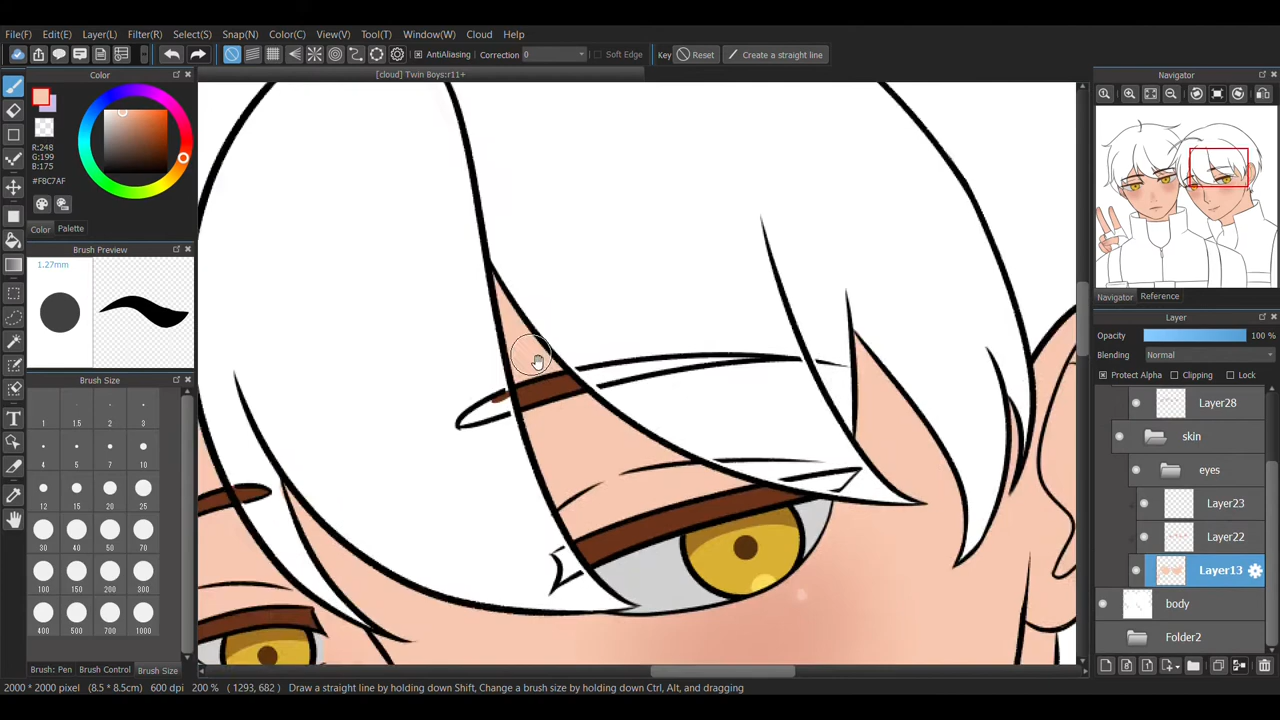 File(F) Edit(E) Layer(L) Filter(R) Select(S) Snap(N) Color(C) View(V) Tool(T) Window(W) Cloud Help
AntiAliasing Correction 0 Soft Edge Key Reset Create a straight line
Color
[cloud] Twin Boys:r11+
Navigator
R:248
G:199
B:175
#F8C7AF
Color Palette
Brush Preview
1.27mm
Navigator Reference
Layer
Opacity 100 %
Blending Normal
Protect Alpha Clipping Lock
Brush Size
Layer28
1 1.5 2 3
skin
4 5 7 10
eyes
12 15 20 25
Layer23
30 40 50 70
Layer22
100 150 200 300
Layer13
400 500 700 1000
body
Folder2
Brush: Pen Brush Control Brush Size
2000 * 2000 pixel (8.5 * 8.5cm) 600 dpi 200 % ( 1293, 682 ) Draw a straight line by holding down Shift, Change a brush size by holding down Ctrl, Alt, and dragging